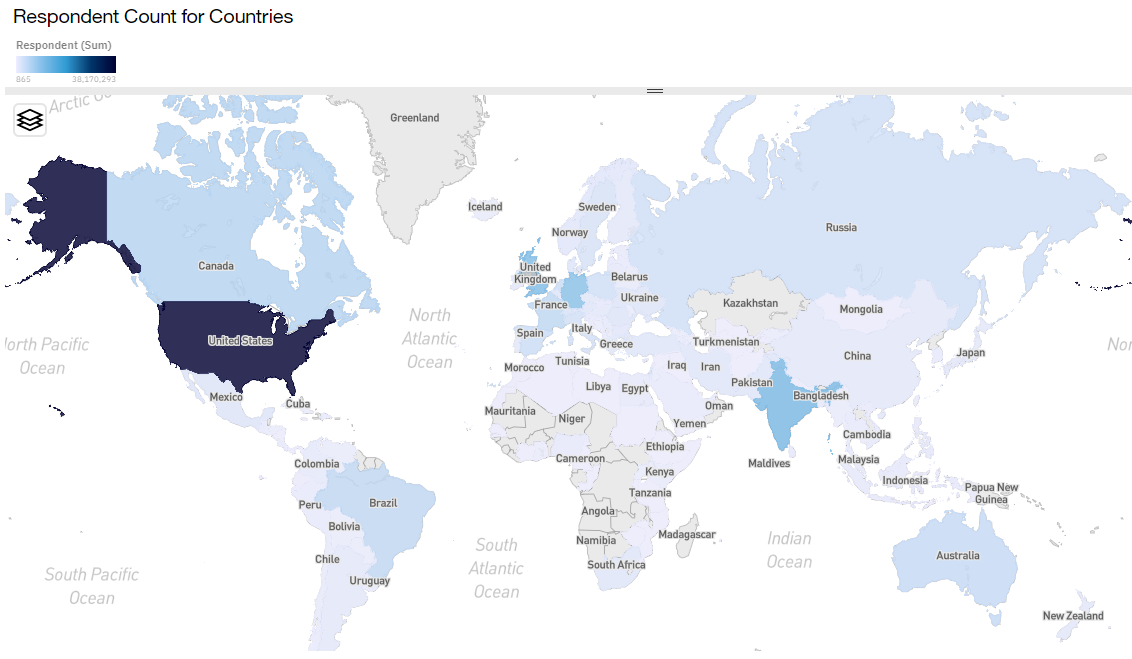 Respondent Count for Countries
Respondent (Sum)
865 38,170,293
Arctic
Greenland
Iceland
Sweden
Norway
Russia
Canada
United
Kingdom
Belarus
Ukraine
France
Kazakhstan
Mongolia
North
Atlantic
Ocean
United States
North Pacific
Ocean
Spain
Italy
Greece
Turkmenistan
Nor
Japan
China
Morocco
Tunisia
Iraq
Iran
Pakistan
Bangladesh
Libya
Egypt
Mexico
Cuba
Mauritania
Niger
Oman
Yemen
Cambodia
Ethiopia
Cameroon
Colombia
Maldives
Malaysia
Kenya
Indonesia
Papua New
Guinea
Tanzania
Peru
Brazil
Angola
Bolivia
Madagascar
Namibia
Indian
Ocean
South
Atlantic
Ocean
Chile
South Africa
Australia
Uruguay
South Pacific
Ocean
New Zealand